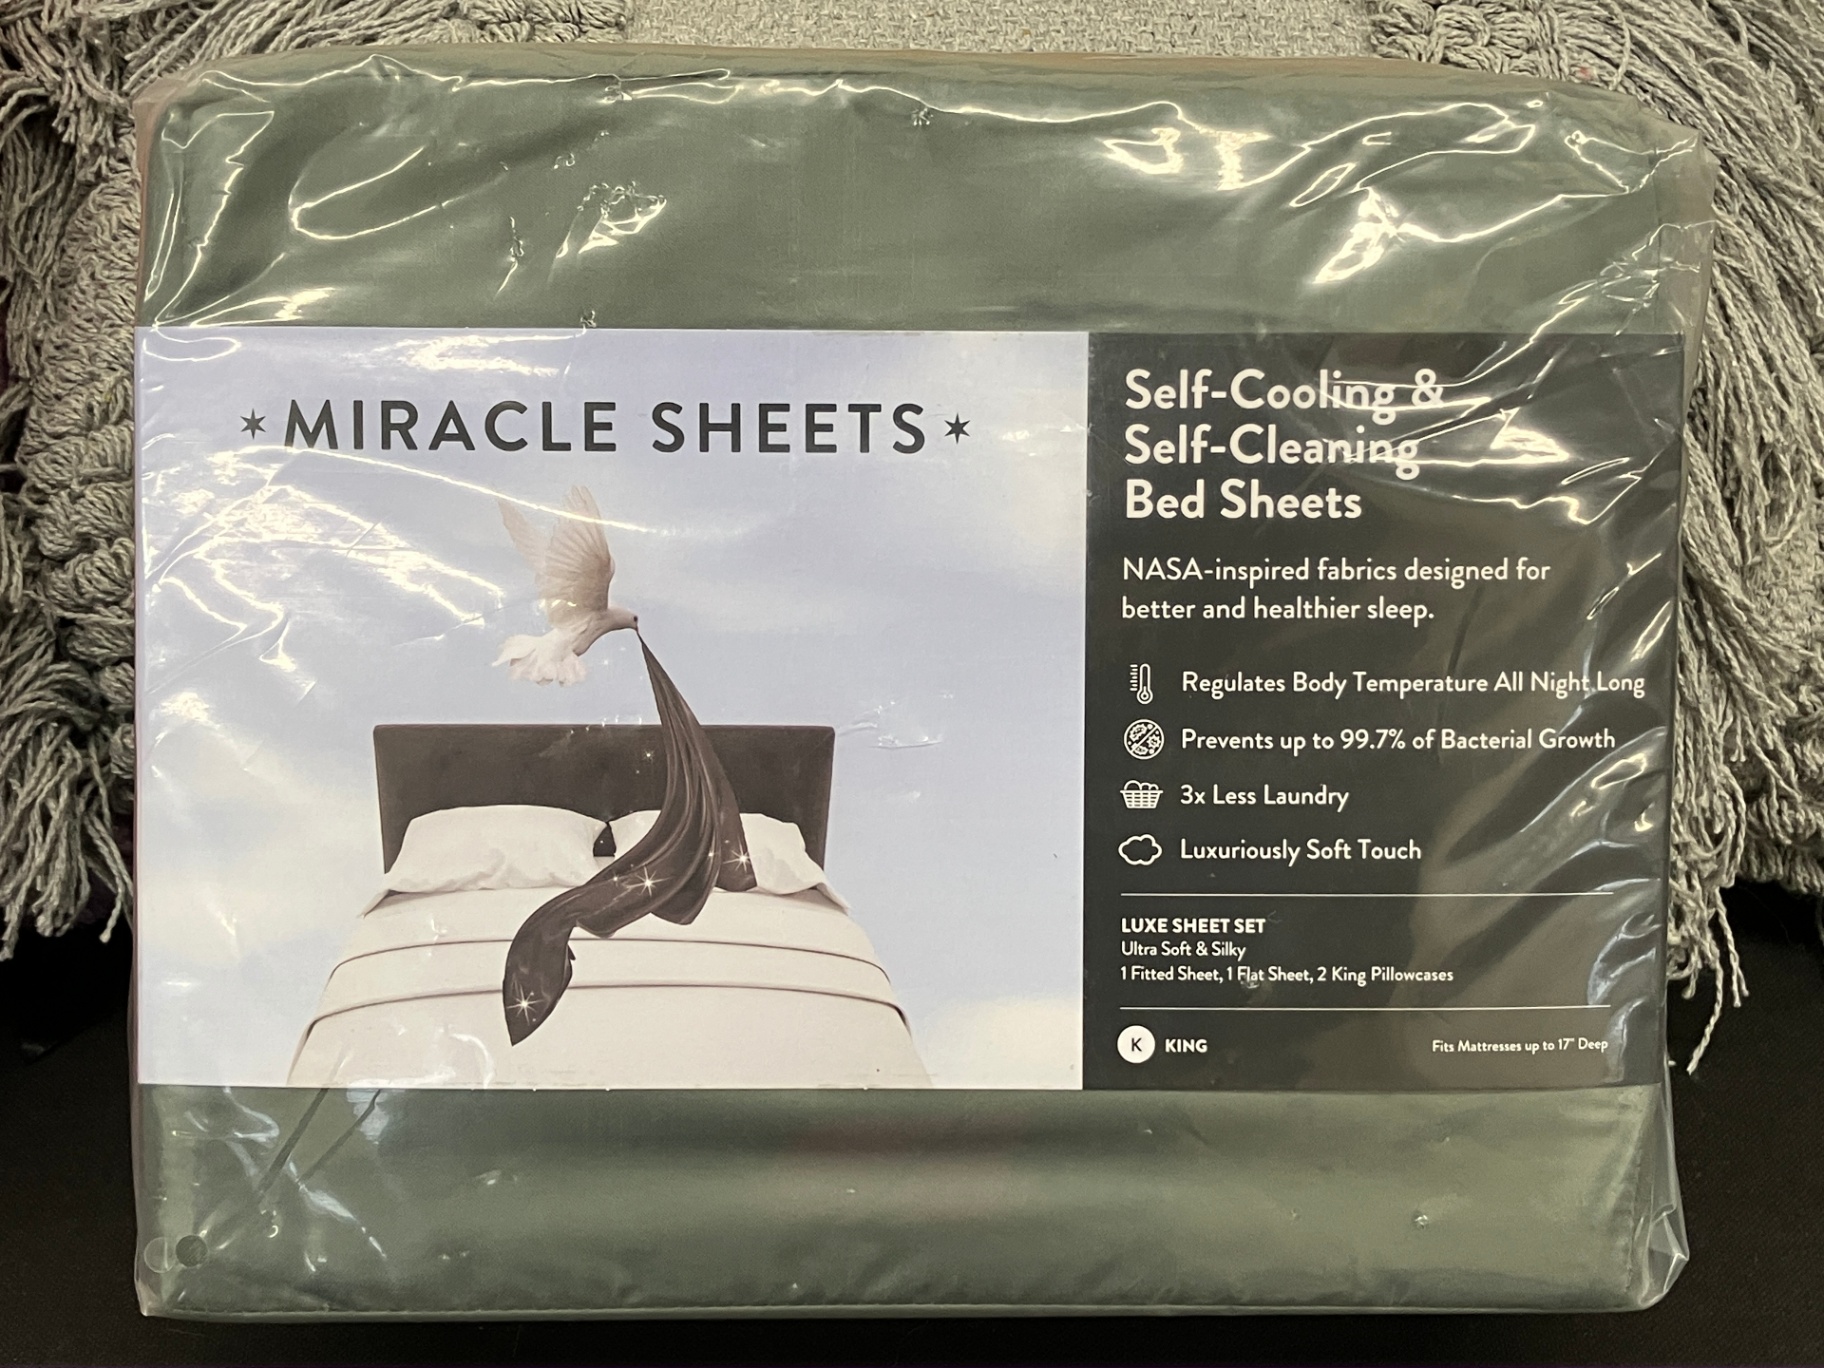 MIRACLE SHEETS
Self-Cooling &
Self-Cleaning
Bed Sheets
NASA-inspired fabrics designed for
better and healthier sleep.
Regulates Body Temperature All Night Long
Prevents up to 99.7% of Bacterial Growth
3x Less Laundry
Luxuriously Soft Touch
LUXE SHEET SET
Ultra Soft & Silky
1 Fitted Sheet, 1 Flat Sheet, 2 King Pillowcases
K KING
Fits Mattresses up to 17" Deep